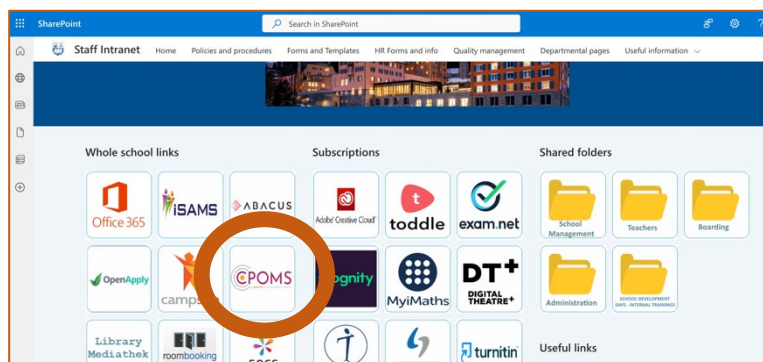 SharePoint
Search in SharePoint
Staff Intranet Home Policies and procedures Forms and Templates HR Forms and info Quality management Departmental pages Useful information
Whole school links
Subscriptions
Shared folders
Office 365
iSAMS
ABACUS
Adobe Creative Cloud
toddle
exam.net
School Management
Teachers
Boarding
OpenApply
CPOMS
MyiMaths
DT+
DIGITAL
THEATRE+
Administration
SCHOOL DEVELOPMENT
DAYS - INTERNAL TRAININGS
Library
Mediathek
roombooking
turnitin
Useful links